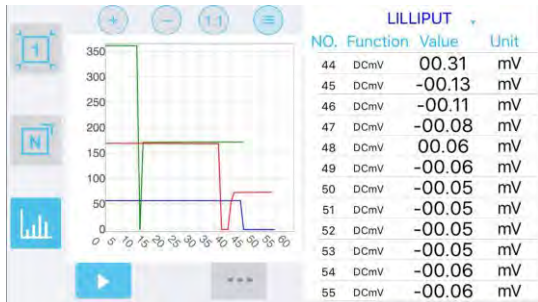 + − 1:1
LILLIPUT
NO. Function Value Unit
44 DCmV 00.31 mV
45 DCmV -00.13 mV
46 DCmV -00.11 mV
47 DCmV -00.08 mV
48 DCmV 00.06 mV
49 DCmV -00.06 mV
50 DCmV -00.05 mV
51 DCmV -00.05 mV
52 DCmV -00.05 mV
53 DCmV -00.05 mV
54 DCmV -00.06 mV
55 DCmV -00.06 mV
1
N
350
300
250
200
150
100
50
0
0 5 10 15 20 25 30 35 40 45 50 55 60